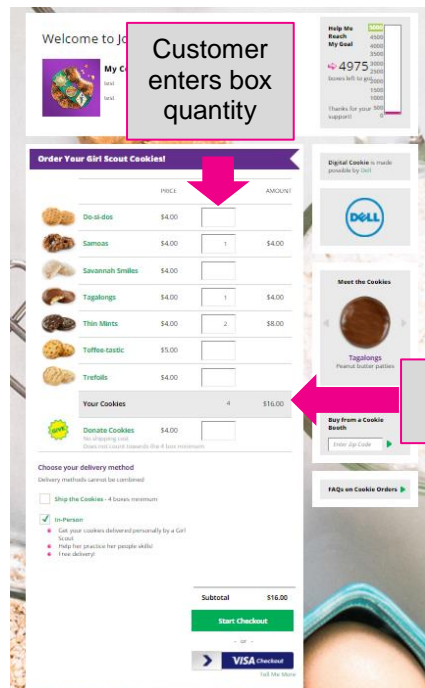 Welcome to Jo
My C
Customer
enters box
quantity
Help Me
Reach
My Goal
4975
boxes left to go
Thanks for your
support!
4500
4000
3500
3000
2500
2000
1500
1000
500
0
Order Your Girl Scout Cookies!
PRICE AMOUNT
Do-si-dos $4.00
Samoas $4.00 1 $4.00
Savannah Smiles $4.00
Tagalongs $4.00 1 $4.00
Thin Mints $4.00 2 $8.00
Toffee-tastic $5.00
Trefoils $4.00
Your Cookies 4 $16.00
GIVE
Donate Cookies $4.00
No shipping cost
Does not count towards the 4 box minimum
Choose your delivery method
Delivery methods cannot be combined
Ship the Cookies - 4 boxes minimum
In-Person
Get your cookies delivered personally by a Girl
Scout
Help her practice her people skills!
Free delivery!
Subtotal $16.00
Start Checkout
- or -
VISA Checkout
Tell Me More
Digital Cookie is made
possible by Dell
DELL
Meet the Cookies
Tagalongs
Peanut butter patties
Buy from a Cookie
Booth
Enter Zip Code
FAQs on Cookie Orders